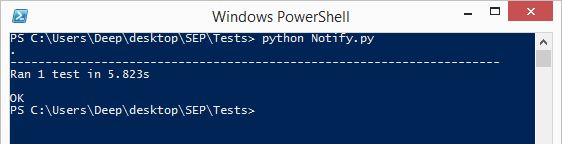 Windows PowerShell
PS C:\Users\Deep\desktop\SEP\Tests> python Notify.py
.
----------------------------------------------------------------------
Ran 1 test in 5.823s
OK
PS C:\Users\Deep\desktop\SEP\Tests>